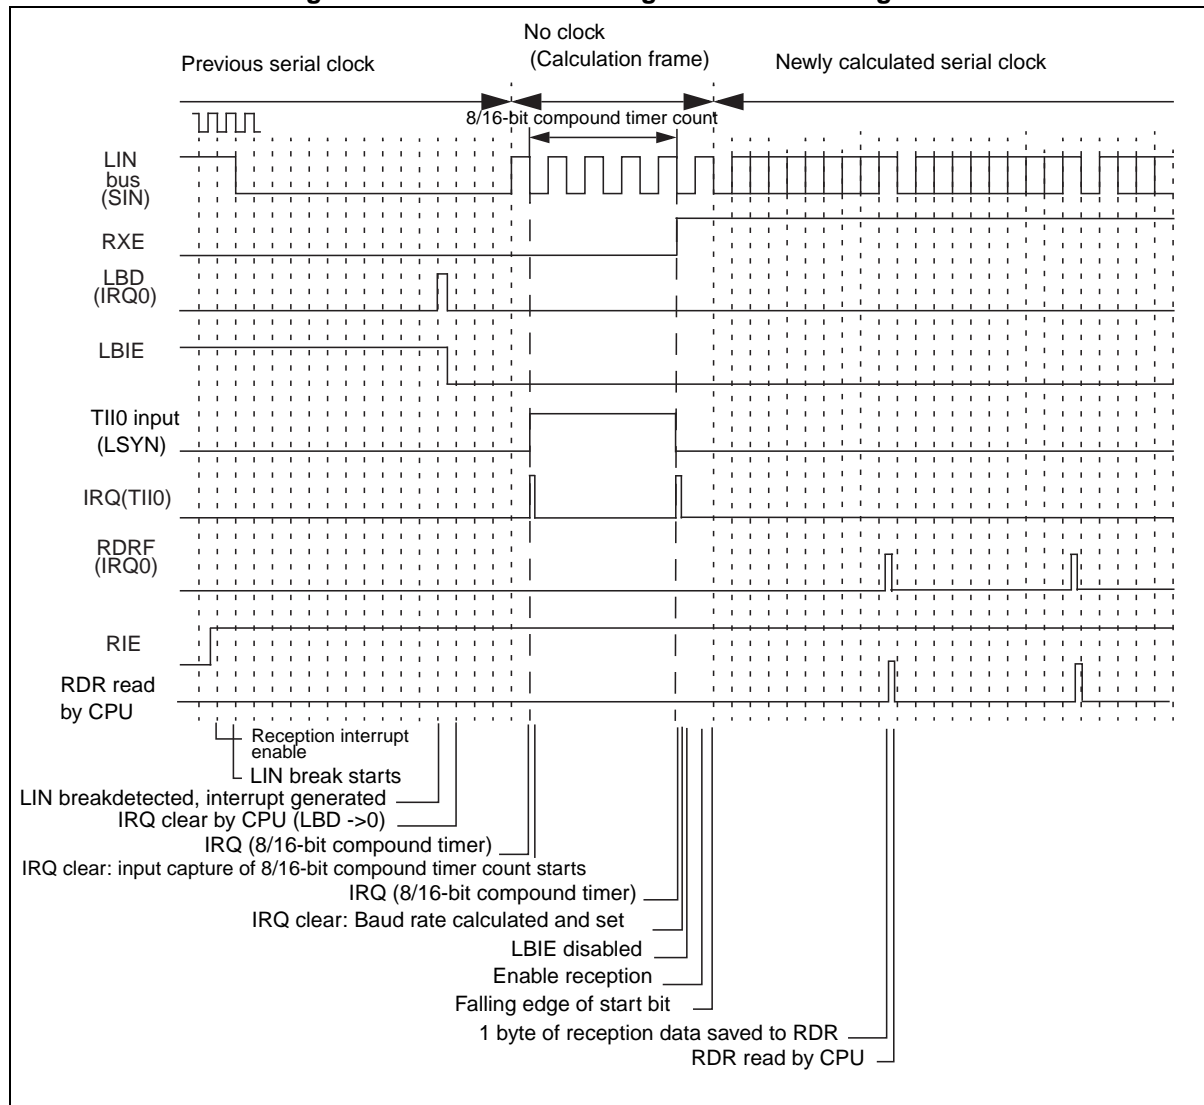 No clock
(Calculation frame)
Previous serial clock
Newly calculated serial clock
8/16-bit compound timer count
LIN
bus
(SIN)
RXE
LBD
(IRQ0)
LBIE
TII0 input
(LSYN)
IRQ(TII0)
RDRF
(IRQ0)
RIE
RDR read
by CPU
Reception interrupt
enable
LIN break starts
LIN breakdetected, interrupt generated
IRQ clear by CPU (LBD ->0)
IRQ (8/16-bit compound timer)
IRQ clear: input capture of 8/16-bit compound timer count starts
IRQ (8/16-bit compound timer)
IRQ clear: Baud rate calculated and set
LBIE disabled
Enable reception
Falling edge of start bit
1 byte of reception data saved to RDR
RDR read by CPU